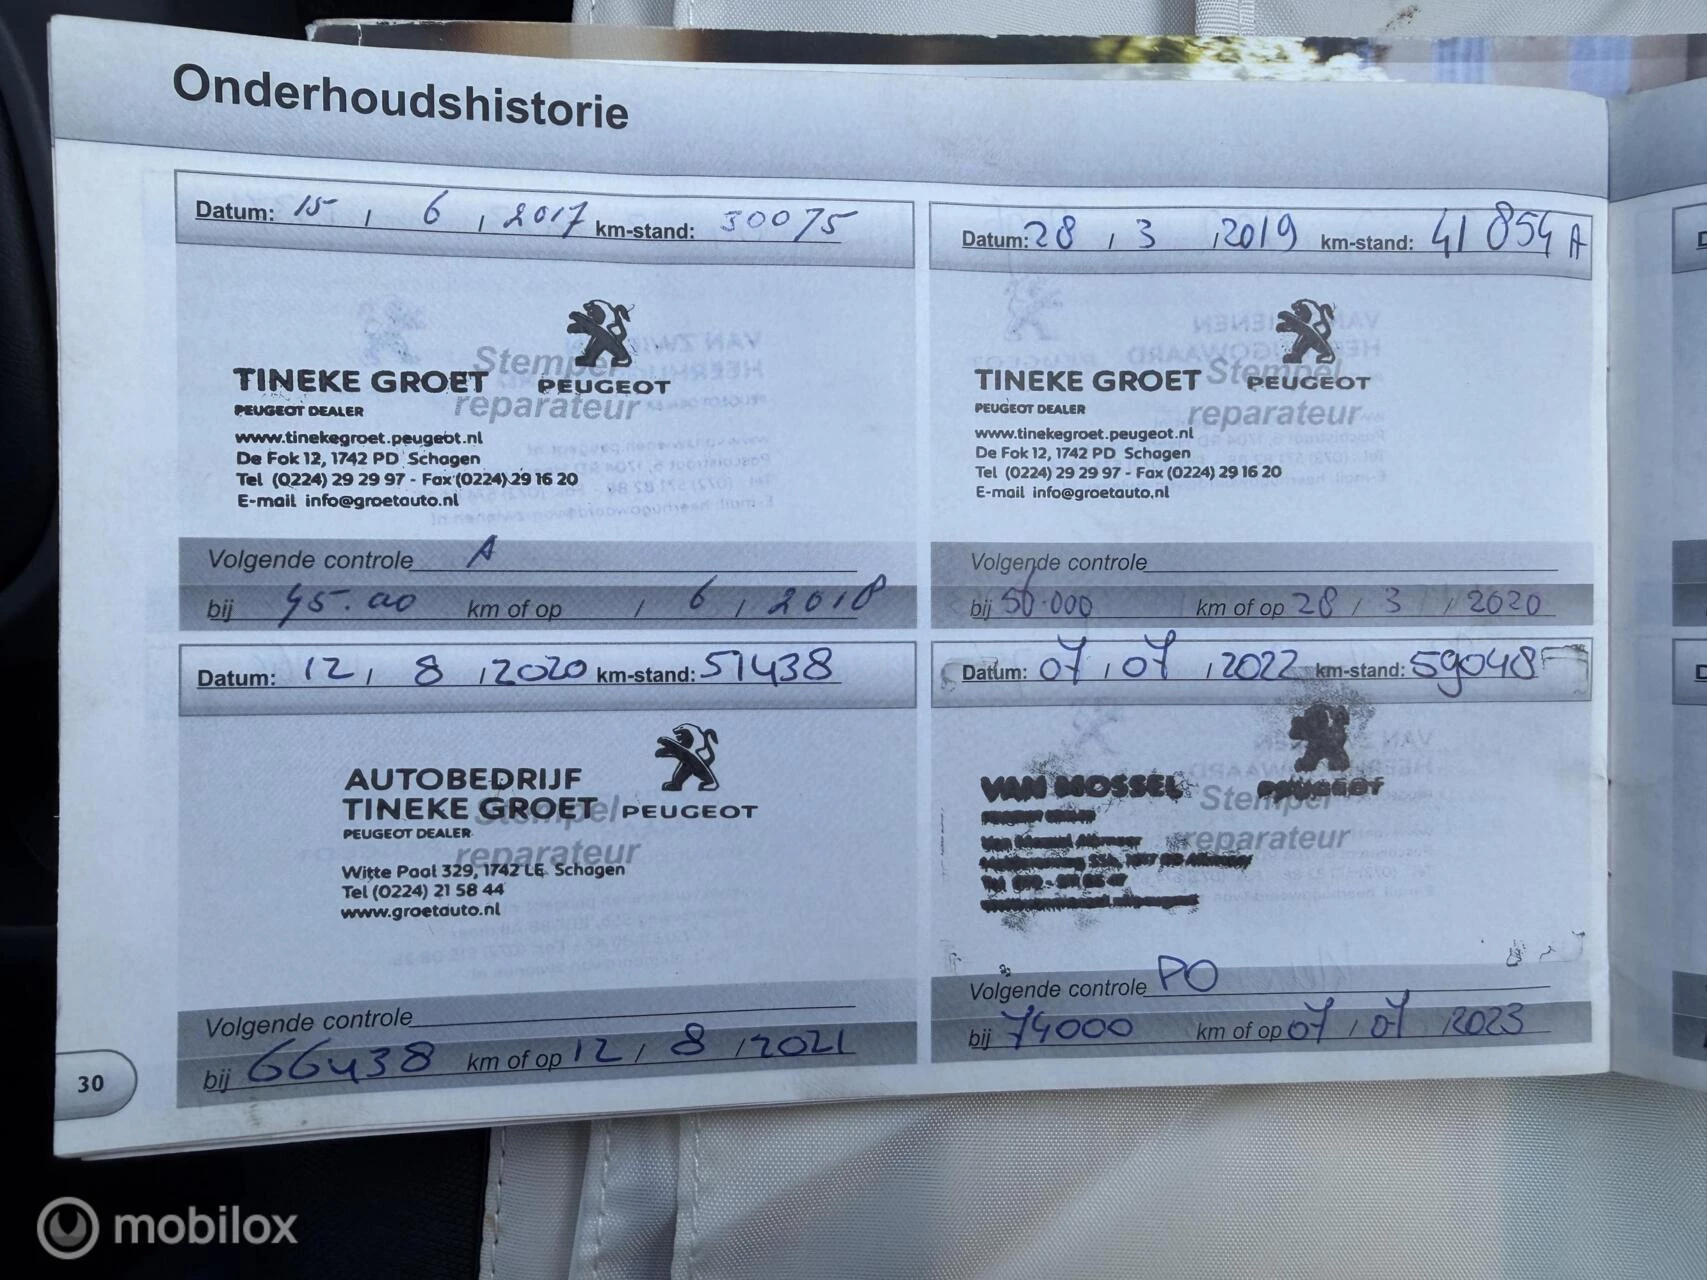 Onderhoudshistorie
Datum: 15 / 6 / 2017 km-stand: 30075
Stempel
reparateur
TINEKE GROET PEUGEOT
PEUGEOT DEALER
www.tinekegroet.peugeot.nl
De Fok 12, 1742 PD Schagen
Tel (0224) 29 29 97 - Fax (0224) 29 16 20
E-mail info@groetauto.nl
Volgende controle A
bij 45.000 km of op / 6 / 2018
Datum: 28 / 3 / 2019 km-stand: 41854 A
Stempel
reparateur
TINEKE GROET PEUGEOT
PEUGEOT DEALER
www.tinekegroet.peugeot.nl
De Fok 12, 1742 PD Schagen
Tel (0224) 29 29 97 - Fax (0224) 29 16 20
E-mail info@groetauto.nl
Volgende controle
bij 56.000 km of op 28 / 3 / 2020
Datum: 12 / 8 / 2020 km-stand: 51438
Stempel
reparateur
AUTOBEDRIJF
TINEKE GROET PEUGEOT
PEUGEOT DEALER
Witte Paal 329, 1742 LE Schagen
Tel (0224) 21 58 44
www.groetauto.nl
Volgende controle
bij 66438 km of op 12 / 8 / 2021
Datum: 07 / 07 / 2022 km-stand: 59048
Stempel
reparateur
VAN MOSSEL PEUGEOT
Volgende controle PO
bij 74000 km of op 07 / 07 / 2023
30
mobilox